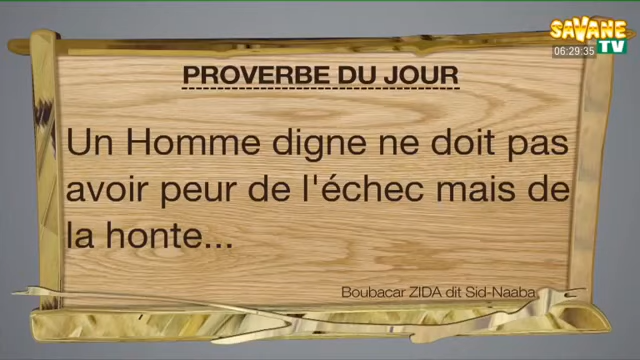 SAVANE
TV
06:29:35
PROVERBE DU JOUR
Un Homme digne ne doit pas
avoir peur de l'échec mais de
la honte...
Boubacar ZIDA dit Sid-Naaba